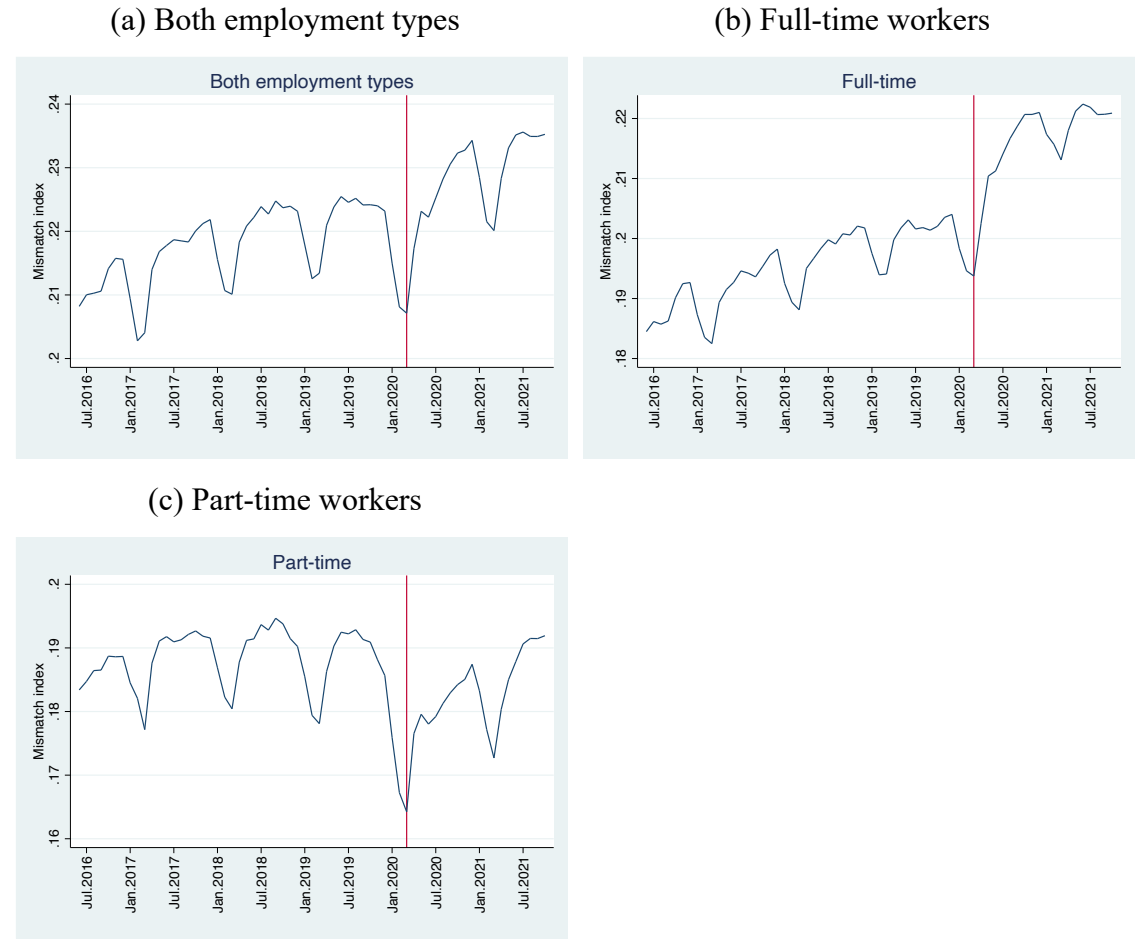 (a) Both employment types
Both employment types
Mismatch index
.24
.23
.22
.21
.2
Jul.2016
Jan.2017
Jul.2017
Jan.2018
Jul.2018
Jan.2019
Jul.2019
Jan.2020
Jul.2020
Jan.2021
Jul.2021
(b) Full-time workers
Full-time
Mismatch index
.22
.21
.2
.19
.18
Jul.2016
Jan.2017
Jul.2017
Jan.2018
Jul.2018
Jan.2019
Jul.2019
Jan.2020
Jul.2020
Jan.2021
Jul.2021
(c) Part-time workers
Part-time
Mismatch index
.2
.19
.18
.17
.16
Jul.2016
Jan.2017
Jul.2017
Jan.2018
Jul.2018
Jan.2019
Jul.2019
Jan.2020
Jul.2020
Jan.2021
Jul.2021